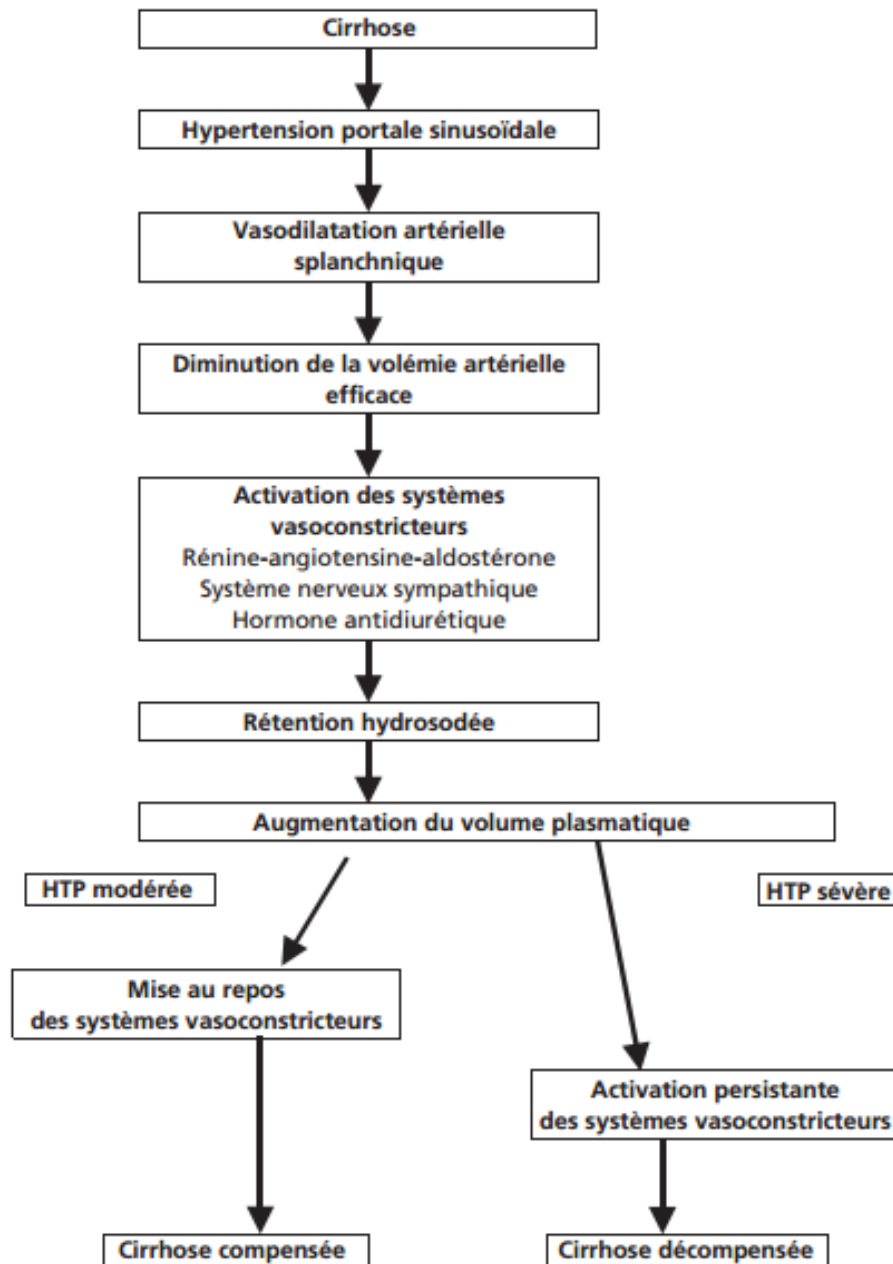 Cirrhose
Hypertension portale sinusoïdale
Vasodilatation artérielle
splanchnique
Diminution de la volémie artérielle
efficace
Activation des systèmes
vasoconstricteurs
Rénine-angiotensine-aldostérone
Système nerveux sympathique
Hormone antidiurétique
Rétention hydrosodée
Augmentation du volume plasmatique
HTP modérée
HTP sévère
Mise au repos
des systèmes vasoconstricteurs
Activation persistante
des systèmes vasoconstricteurs
Cirrhose compensée
Cirrhose décompensée